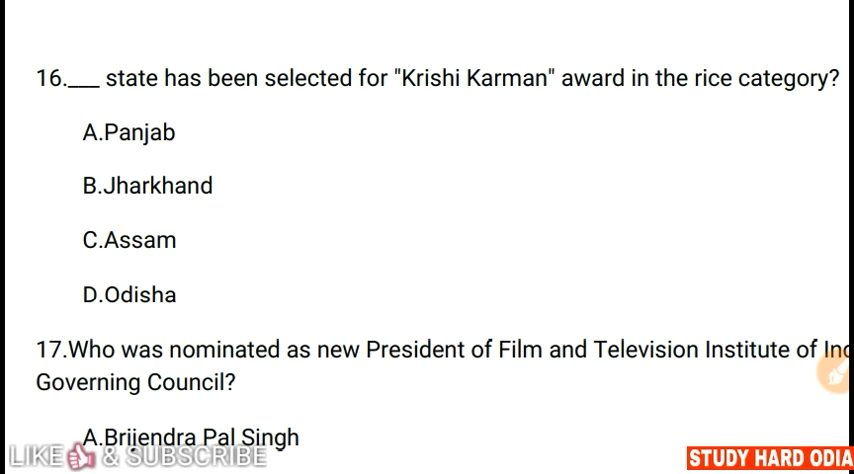 16.___ state has been selected for "Krishi Karman" award in the rice category?
A.Panjab
B.Jharkhand
C.Assam
D.Odisha
17.Who was nominated as new President of Film and Television Institute of
Governing Council?
A.Brijendra Pal Singh
LIKE & SUBSCRIBE
STUDY HARD ODIA